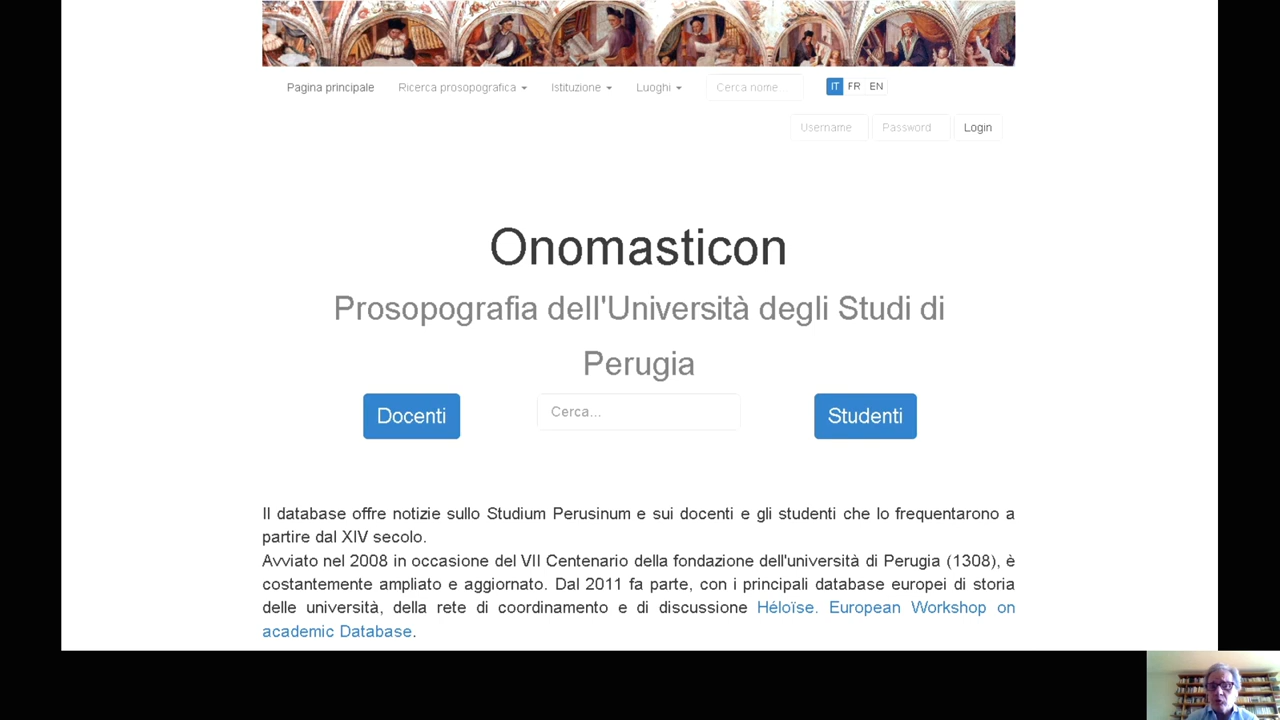 Pagina principale Ricerca prosopografica Istituzione Luoghi Cerca nome IT FR EN
Username Password Login
Onomasticon
Prosopografia dell'Università degli Studi di
Perugia
Docenti Cerca... Studenti
Il database offre notizie sullo Studium Perusinum e sui docenti e gli studenti che lo frequentarono a
partire dal XIV secolo.
Avviato nel 2008 in occasione del VII Centenario della fondazione dell'università di Perugia (1308), è
costantemente ampliato e aggiornato. Dal 2011 fa parte, con i principali database europei di storia
delle università, della rete di coordinamento e di discussione Héloïse. European Workshop on
academic Database.